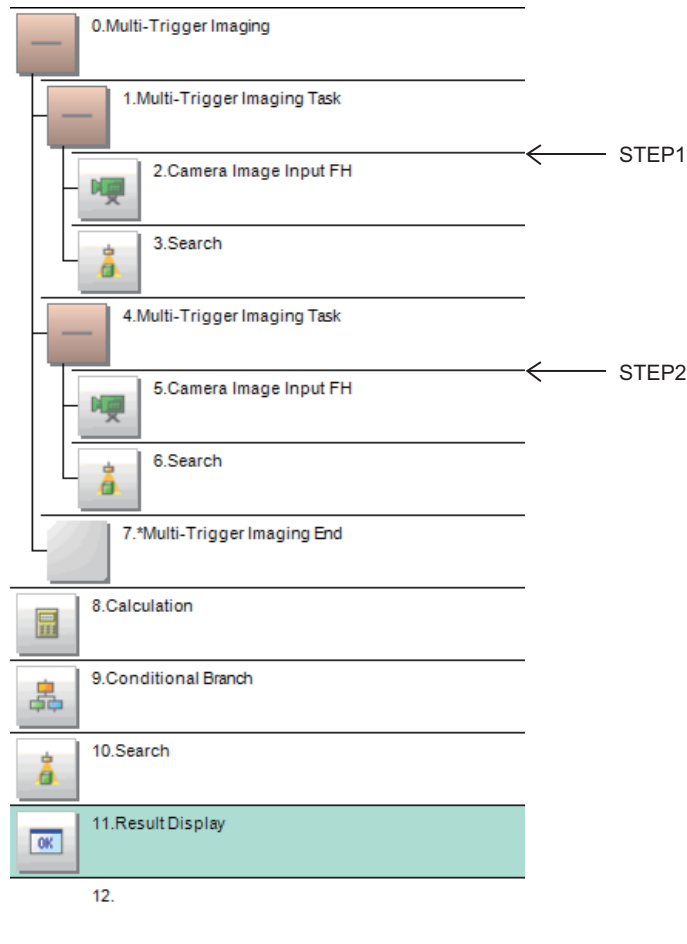 0.Multi-Trigger Imaging
1.Multi-Trigger Imaging Task
STEP1
2.Camera Image Input FH
3.Search
4.Multi-Trigger Imaging Task
STEP2
5.Camera Image Input FH
6.Search
7.*Multi-Trigger Imaging End
8.Calculation
9.Conditional Branch
10.Search
OK
11.Result Display
12.